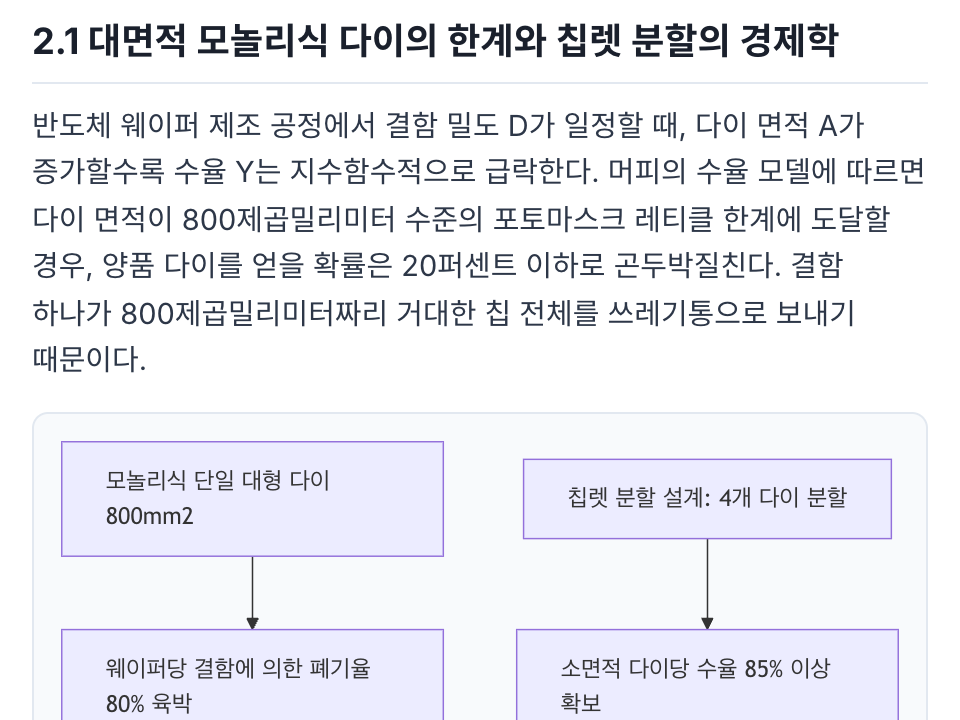 2.1 대면적 모놀리식 다이의 한계와 칩렛 분할의 경제학
반도체 웨이퍼 제조 공정에서 결함 밀도 D가 일정할 때, 다이 면적 A가
증가할수록 수율 Y는 지수함수적으로 급락한다. 머피의 수율 모델에 따르면
다이 면적이 800제곱밀리미터 수준의 포토마스크 레티클 한계에 도달할
경우, 양품 다이를 얻을 확률은 20퍼센트 이하로 곤두박질친다. 결함
하나가 800제곱밀리미터짜리 거대한 칩 전체를 쓰레기통으로 보내기
때문이다.
모놀리식 단일 대형 다이
800mm2
칩렛 분할 설계: 4개 다이 분할
웨이퍼당 결함에 의한 폐기율
80% 육박
소면적 다이당 수율 85% 이상
확보